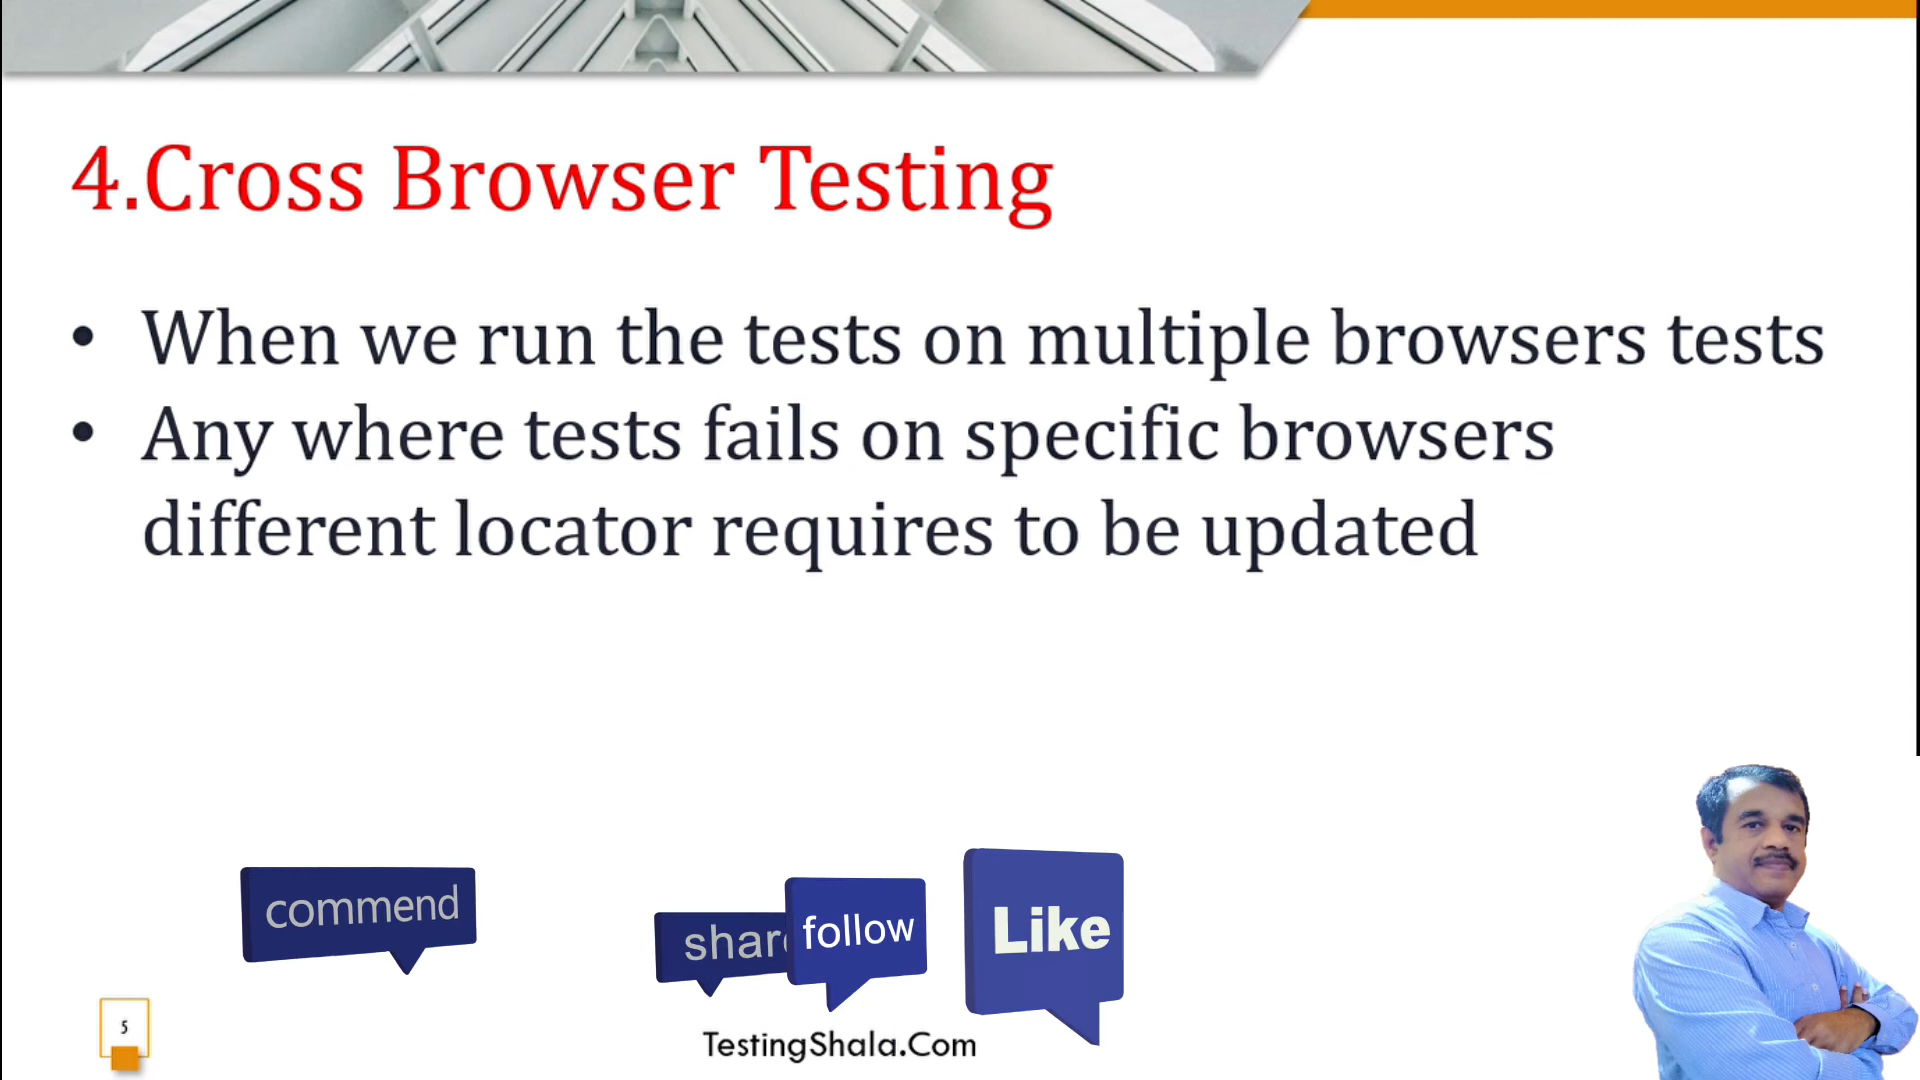 4.Cross Browser Testing
• When we run the tests on multiple browsers tests
• Any where tests fails on specific browsers
different locator requires to be updated
commend
share
follow
Like
5
TestingShala.Com